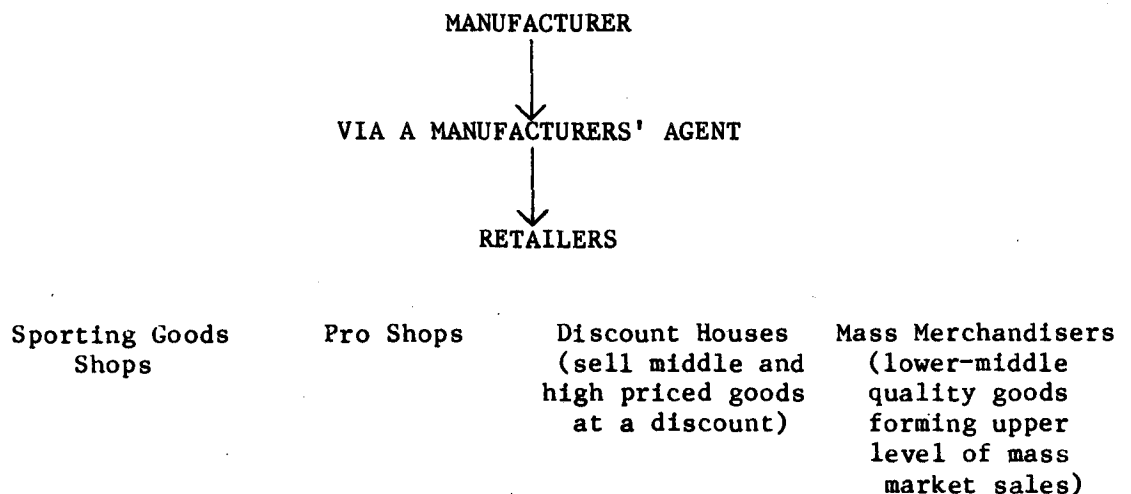 MANUFACTURER
VIA A MANUFACTURERS' AGENT
RETAILERS
Sporting Goods
Shops
Pro Shops
Discount Houses
(sell middle and
high priced goods
at a discount)
Mass Merchandisers
(lower-middle
quality goods
forming upper
level of mass
market sales)